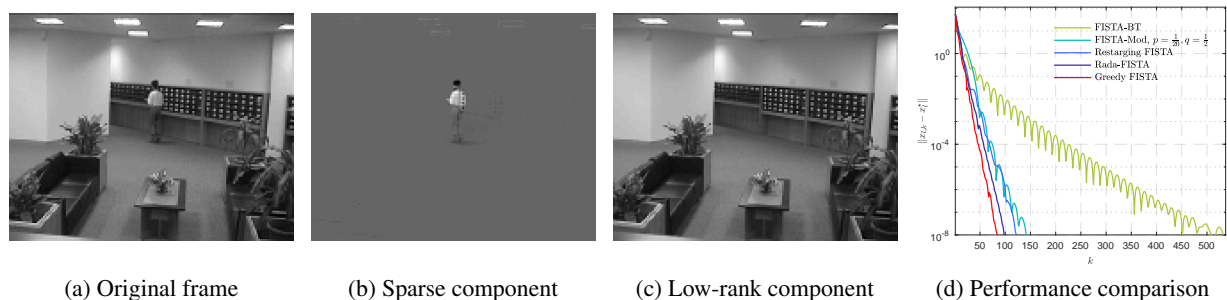 FISTA-BT
FISTA-Mod, p = 1/20, q = 1/2
Restarging FISTA
Rada-FISTA
Greedy FISTA
10^0
10^-4
10^-8
||x_{l,k} − x_l^*||
50 100 150 200 250 300 350 400 450 500
k
(a) Original frame
(b) Sparse component
(c) Low-rank component
(d) Performance comparison